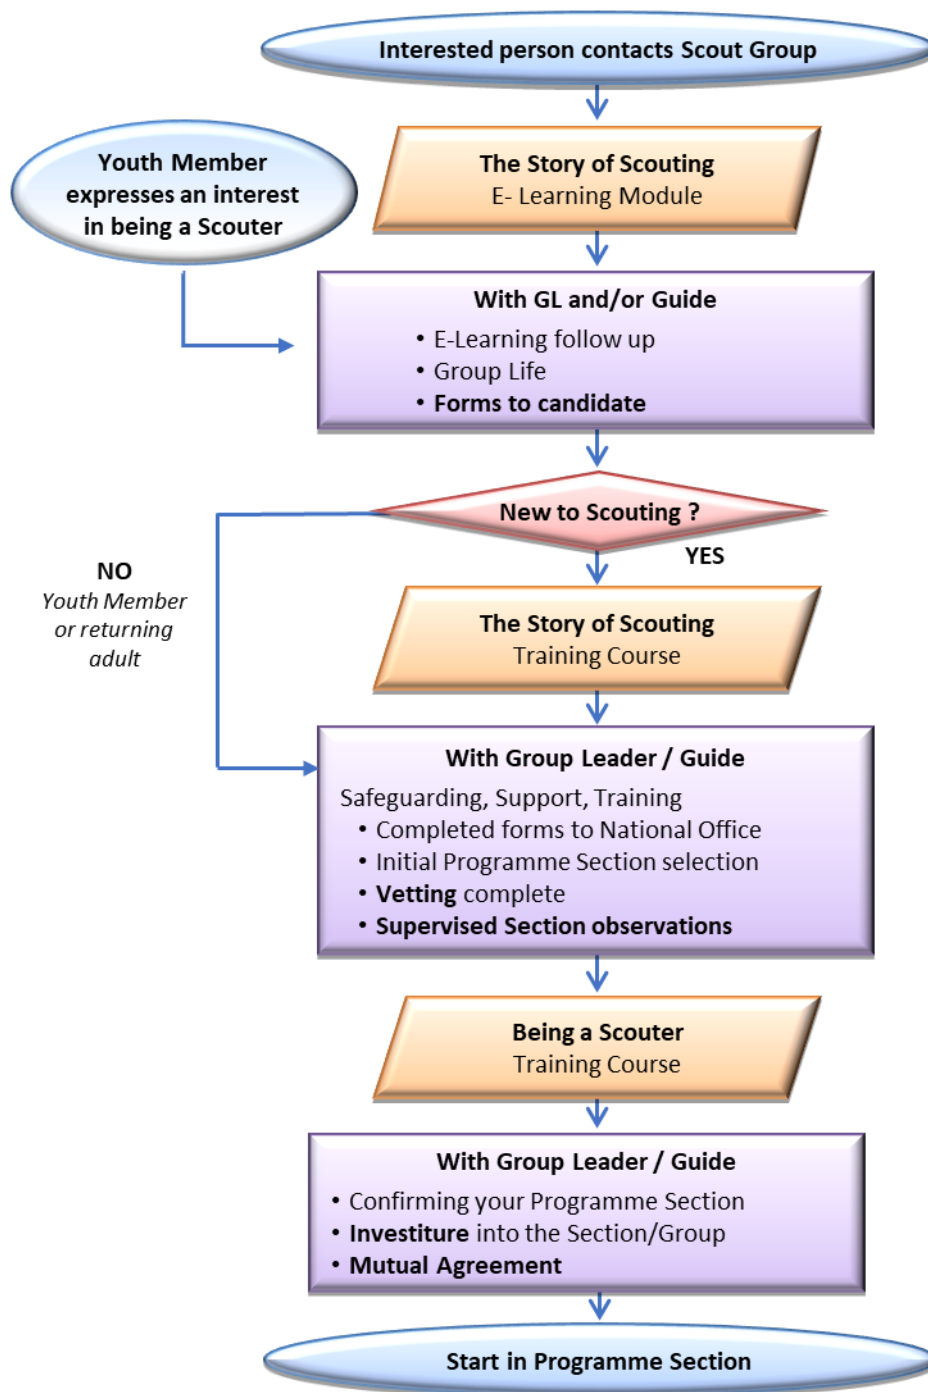 Interested person contacts Scout Group
The Story of Scouting
E- Learning Module
Youth Member
expresses an interest
in being a Scouter
With GL and/or Guide
• E-Learning follow up
• Group Life
• Forms to candidate
New to Scouting ?
YES
NO
Youth Member
or returning
adult
The Story of Scouting
Training Course
With Group Leader / Guide
Safeguarding, Support, Training
• Completed forms to National Office
• Initial Programme Section selection
• Vetting complete
• Supervised Section observations
Being a Scouter
Training Course
With Group Leader / Guide
• Confirming your Programme Section
• Investiture into the Section/Group
• Mutual Agreement
Start in Programme Section